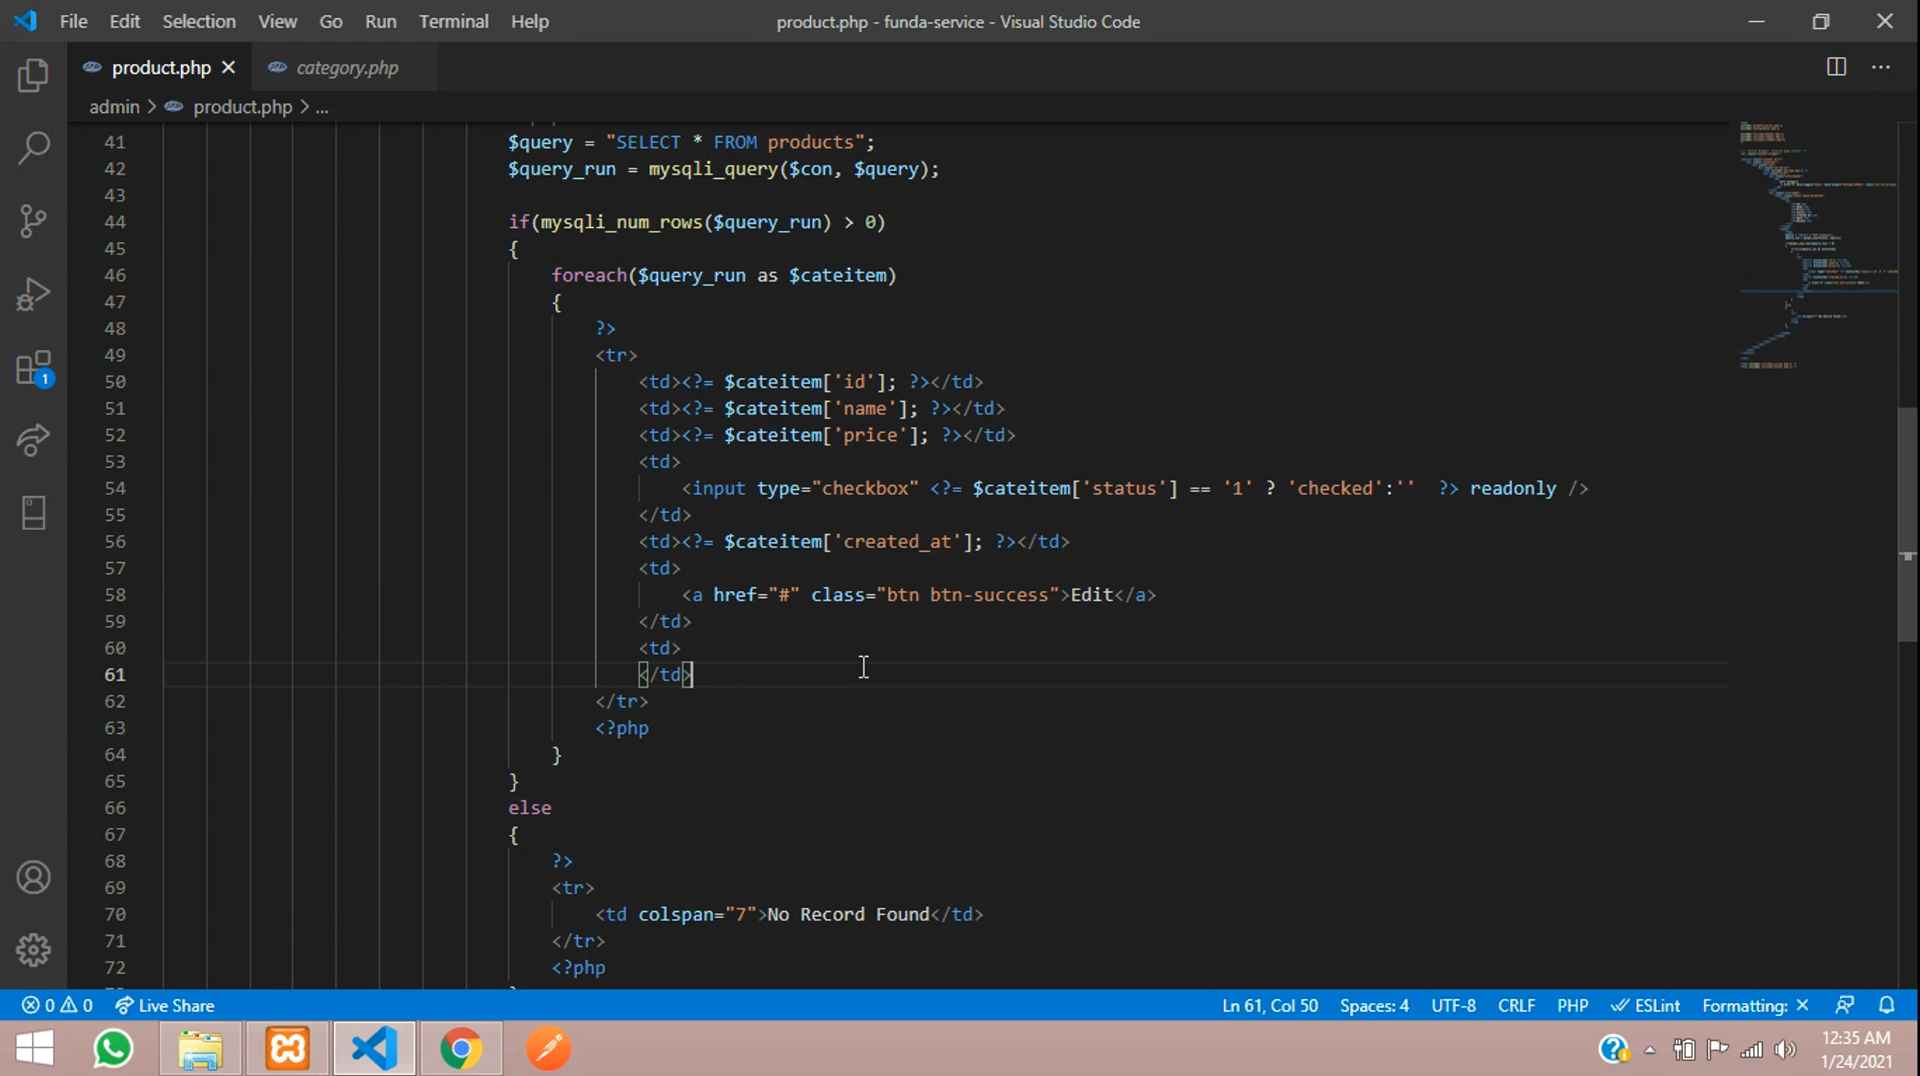 File Edit Selection View Go Run Terminal Help product.php - funda-service - Visual Studio Code
product.php category.php
admin > product.php > ...
41 $query = "SELECT * FROM products";
42 $query_run = mysqli_query($con, $query);
43
44 if(mysqli_num_rows($query_run) > 0)
45 {
46 foreach($query_run as $cateitem)
47 {
48 ?>
49 <tr>
50 <td><?= $cateitem['id']; ?></td>
51 <td><?= $cateitem['name']; ?></td>
52 <td><?= $cateitem['price']; ?></td>
53 <td>
54 <input type="checkbox" <?= $cateitem['status'] == '1' ? 'checked':'' ?> readonly />
55 </td>
56 <td><?= $cateitem['created_at']; ?></td>
57 <td>
58 <a href="#" class="btn btn-success">Edit</a>
59 </td>
60 <td>
61 </td>
62 </tr>
63 <?php
64 }
65 }
66 else
67 {
68 ?>
69 <tr>
70 <td colspan="7">No Record Found</td>
71 </tr>
72 <?php
1
0 0 Live Share Ln 61, Col 50 Spaces: 4 UTF-8 CRLF PHP ESLint Formatting: ×
12:35 AM
1/24/2021